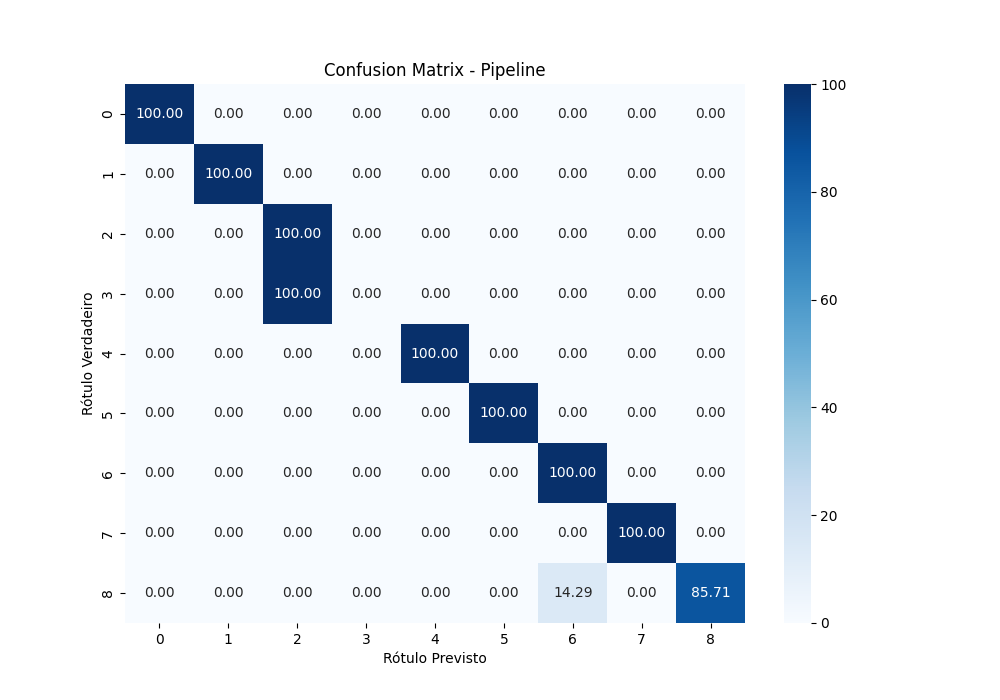 Confusion Matrix - Pipeline
Rótulo Verdadeiro
0 100.00 0.00 0.00 0.00 0.00 0.00 0.00 0.00 0.00
1 0.00 100.00 0.00 0.00 0.00 0.00 0.00 0.00 0.00
2 0.00 0.00 100.00 0.00 0.00 0.00 0.00 0.00 0.00
3 0.00 0.00 100.00 0.00 0.00 0.00 0.00 0.00 0.00
4 0.00 0.00 0.00 0.00 100.00 0.00 0.00 0.00 0.00
5 0.00 0.00 0.00 0.00 0.00 100.00 0.00 0.00 0.00
6 0.00 0.00 0.00 0.00 0.00 0.00 100.00 0.00 0.00
7 0.00 0.00 0.00 0.00 0.00 0.00 0.00 100.00 0.00
8 0.00 0.00 0.00 0.00 0.00 0.00 14.29 0.00 85.71
0 1 2 3 4 5 6 7 8
Rótulo Previsto
100
80
60
40
20
0